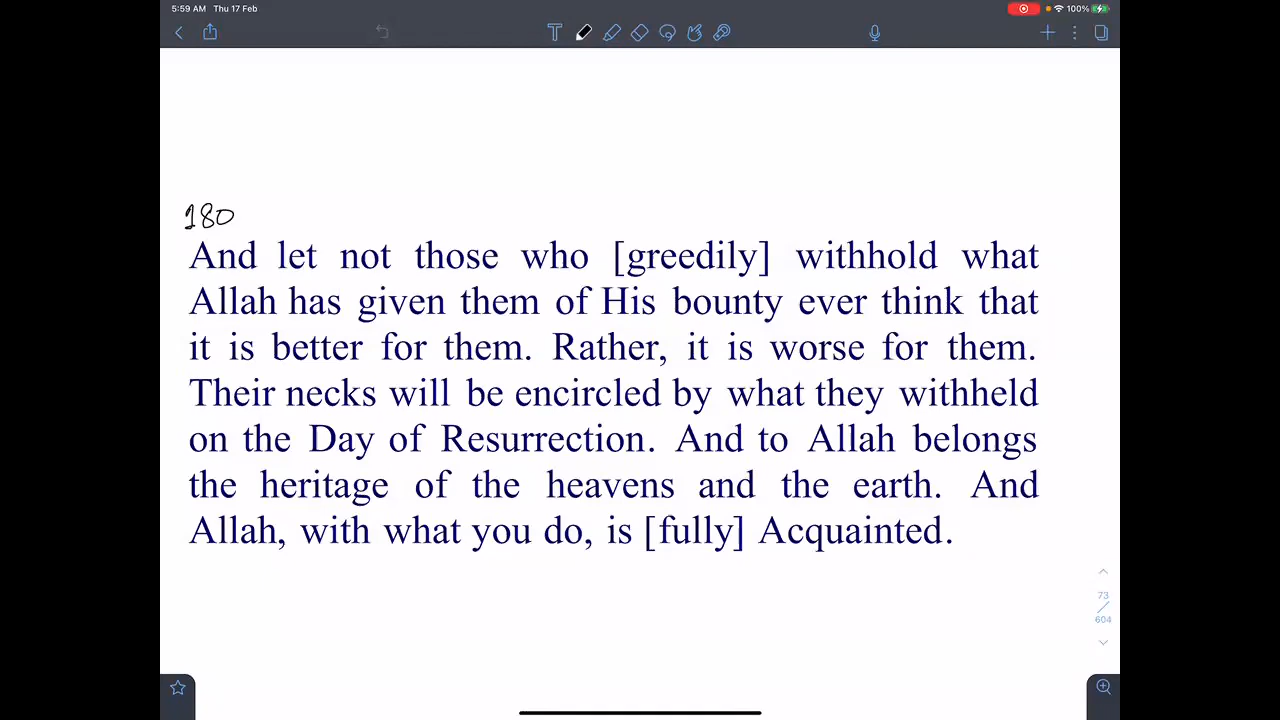 5:59 AM Thu 17 Feb
100%
180
And let not those who [greedily] withhold what
Allah has given them of His bounty ever think that
it is better for them. Rather, it is worse for them.
Their necks will be encircled by what they withheld
on the Day of Resurrection. And to Allah belongs
the heritage of the heavens and the earth. And
Allah, with what you do, is [fully] Acquainted.
73
604